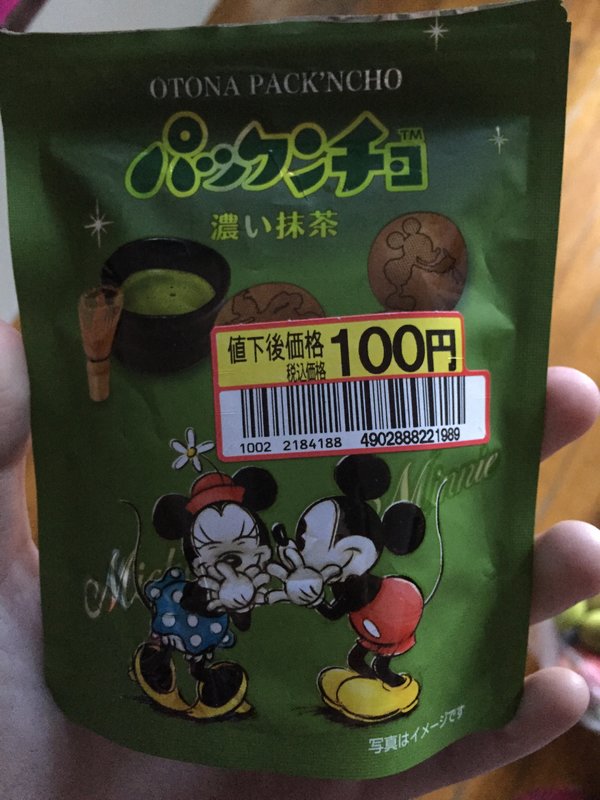 OTONA PACK'NCHO
パックンチョ™
濃い抹茶
値下後価格 100円
税込価格
1002 2184188 4902888221989
Minnie
写真はイメージです